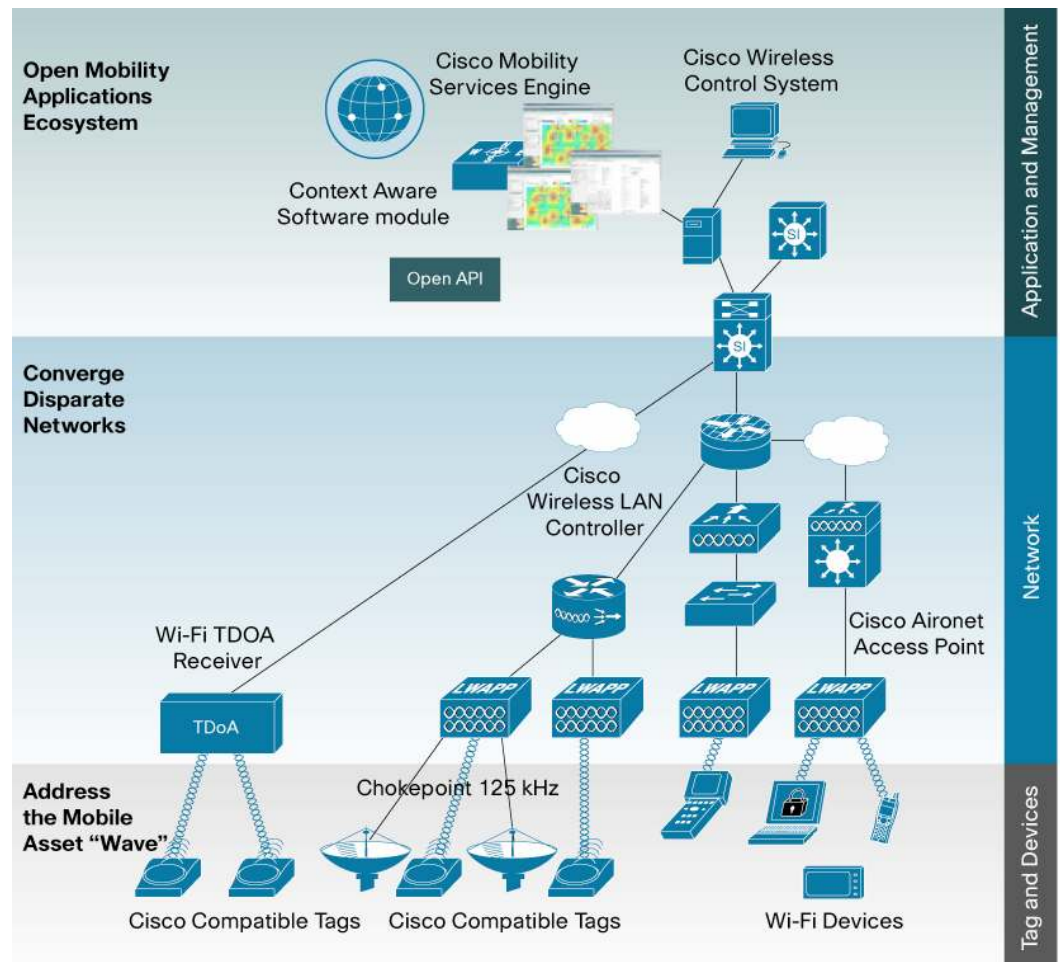 Open Mobility
Applications
Ecosystem
Cisco Mobility
Services Engine
Cisco Wireless
Control System
Context Aware
Software module
Open API
SI
SI
Application and Management
Converge
Disparate
Networks
Cisco
Wireless LAN
Controller
Wi-Fi TDOA
Receiver
Cisco Aironet
Access Point
TDoA
LWAPP
LWAPP
LWAPP
LWAPP
Network
Address
the Mobile
Asset “Wave”
Chokepoint 125 kHz
Cisco Compatible Tags
Cisco Compatible Tags
Wi-Fi Devices
Tag and Devices